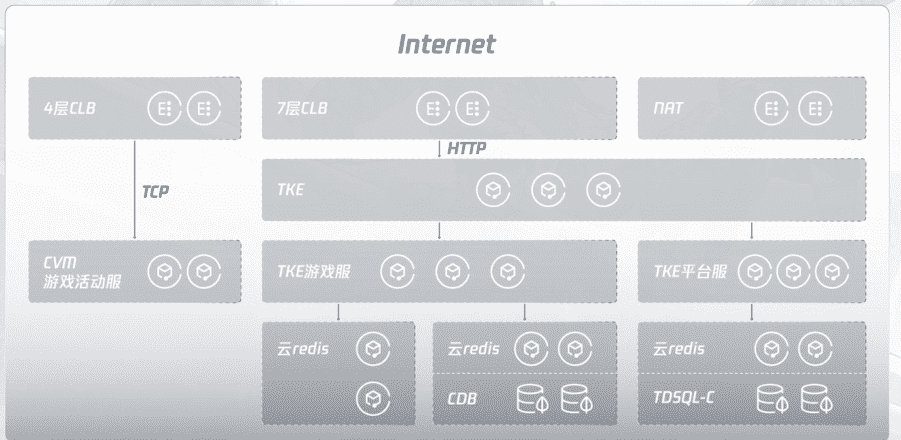 Internet
4层CLB
7层CLB
NAT
HTTP
TCP
TKE
CVM
游戏活动服
TKE游戏服
TKE平台服
云redis
云redis
云redis
CDB
TDSQL-C